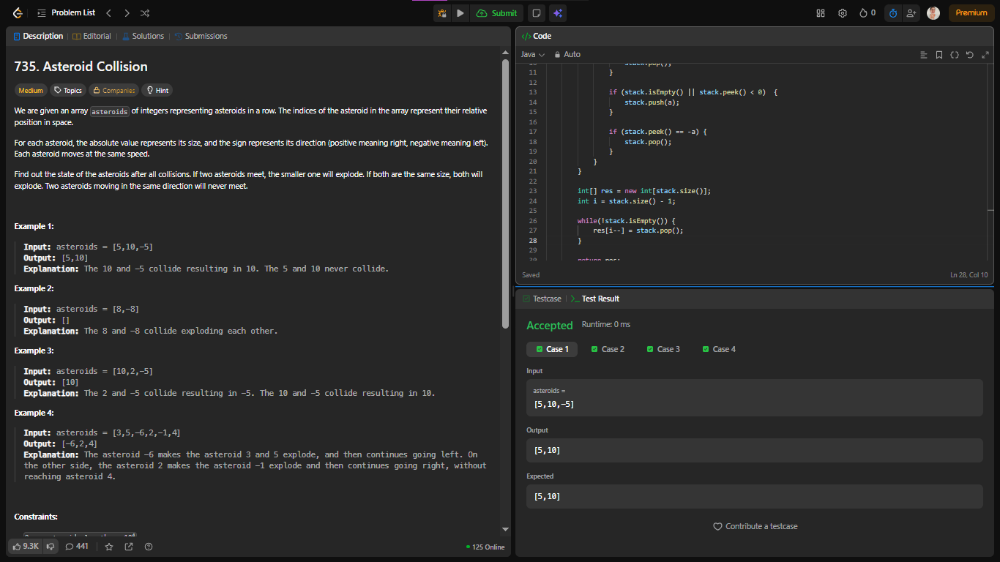 Problem List
Submit
0
Premium
Description
Editorial
Solutions
Submissions
735. Asteroid Collision
Medium
Topics
Companies
Hint
We are given an array asteroids of integers representing asteroids in a row. The indices of the asteroid in the array represent their relative
position in space.
For each asteroid, the absolute value represents its size, and the sign represents its direction (positive meaning right, negative meaning left).
Each asteroid moves at the same speed.
Find out the state of the asteroids after all collisions. If two asteroids meet, the smaller one will explode. If both are the same size, both will
explode. Two asteroids moving in the same direction will never meet.
Example 1:
Input: asteroids = [5,10,-5]
Output: [5,10]
Explanation: The 10 and -5 collide resulting in 10. The 5 and 10 never collide.
Example 2:
Input: asteroids = [8,-8]
Output: []
Explanation: The 8 and -8 collide exploding each other.
Example 3:
Input: asteroids = [10,2,-5]
Output: [10]
Explanation: The 2 and -5 collide resulting in -5. The 10 and -5 collide resulting in 10.
Example 4:
Input: asteroids = [3,5,-6,2,-1,4]
Output: [-6,2,4]
Explanation: The asteroid -6 makes the asteroid 3 and 5 explode, and then continues going left. On
the other side, the asteroid 2 makes the asteroid -1 explode and then continues going right, without
reaching asteroid 4.
Constraints:
9.3K
441
125 Online
</> Code
Java
Auto
10 stack.pop();
11 }
12
13 if (stack.isEmpty() || stack.peek() < 0) {
14 stack.push(a);
15 }
16
17 if (stack.peek() == -a) {
18 stack.pop();
19 }
20 }
21 }
22
23 int[] res = new int[stack.size()];
24 int i = stack.size() - 1;
25
26 while(!stack.isEmpty()) {
27 res[i--] = stack.pop();
28 }
29
30 return res;
Saved
Ln 28, Col 10
Testcase
Test Result
Accepted
Runtime: 0 ms
Case 1
Case 2
Case 3
Case 4
Input
asteroids =
[5,10,-5]
Output
[5,10]
Expected
[5,10]
Contribute a testcase